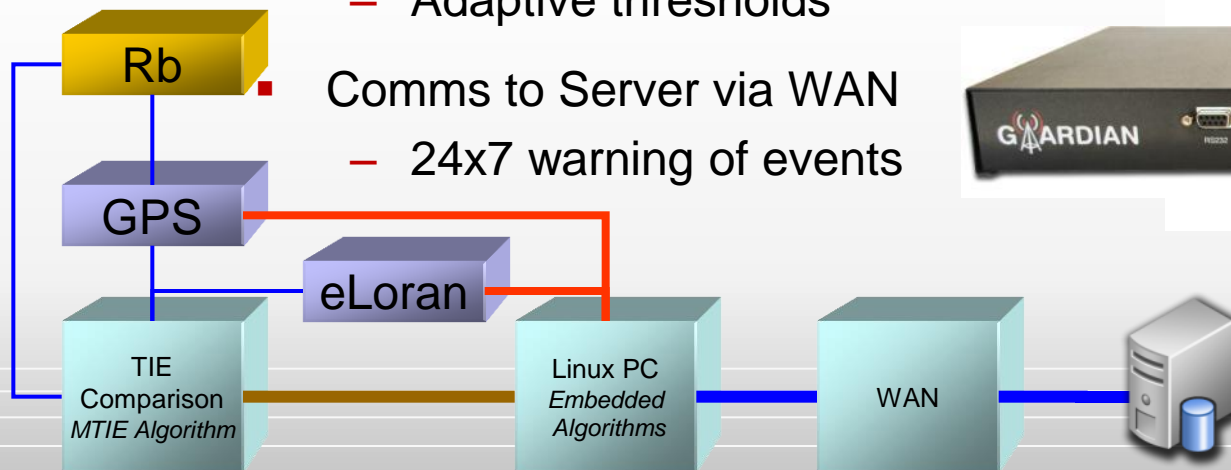 – Adaptive thresholds
▪ Comms to Server via WAN
– 24x7 warning of events
GUARDIAN
RS232
Rb
GPS
eLoran
TIE
Comparison
MTIE Algorithm
Linux PC
Embedded
Algorithms
WAN